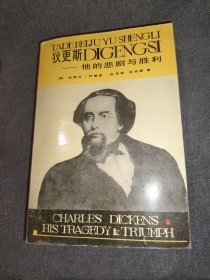 TADE BEIJU YU SHENGLI
狄更斯 DIGENGSI
——他的悲剧与胜利
CHARLES DICKENS
HIS TRAGEDY & TRIUMPH